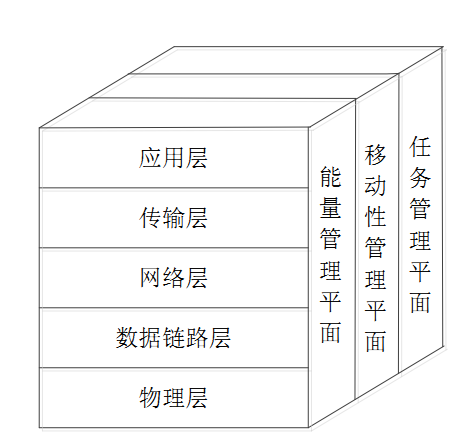 应用层
传输层
网络层
数据链路层
物理层
能量管理平面
移动性管理平面
任务管理平面